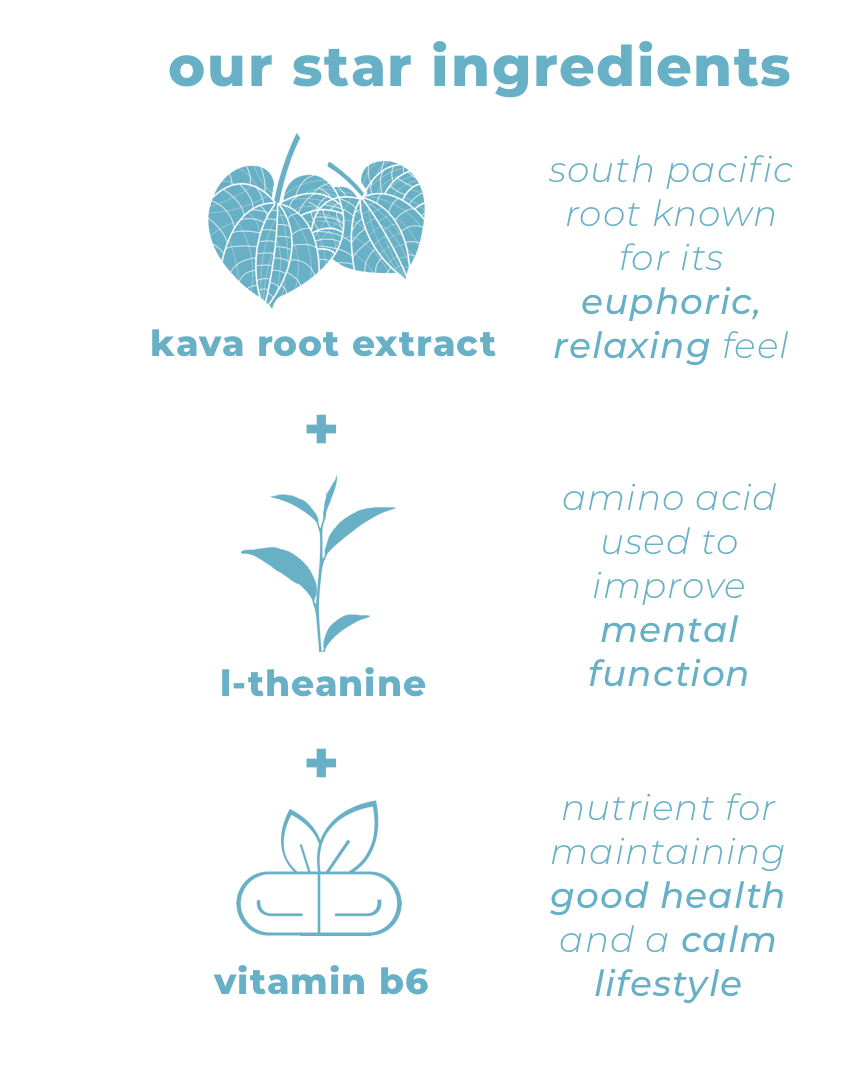 our star ingredients
kava root extract
south pacific
root known
for its
euphoric,
relaxing feel
+
l-theanine
amino acid
used to
improve
mental
function
+
vitamin b6
nutrient for
maintaining
good health
and a calm
lifestyle